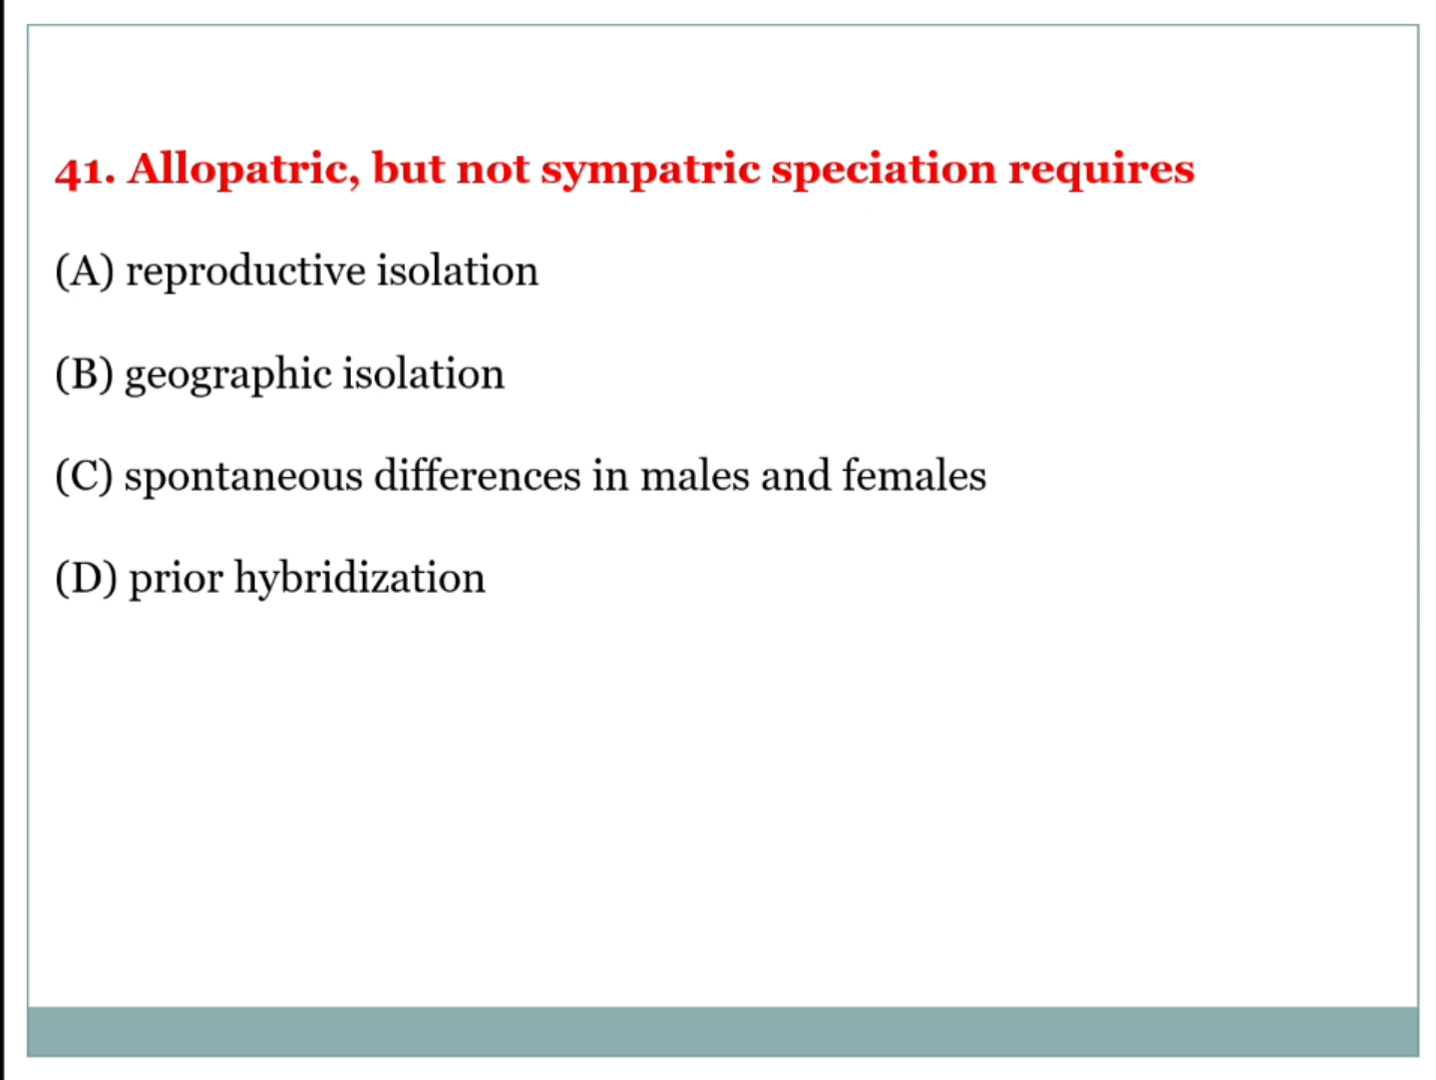 41. Allopatric, but not sympatric speciation requires
(A) reproductive isolation
(B) geographic isolation
(C) spontaneous differences in males and females
(D) prior hybridization